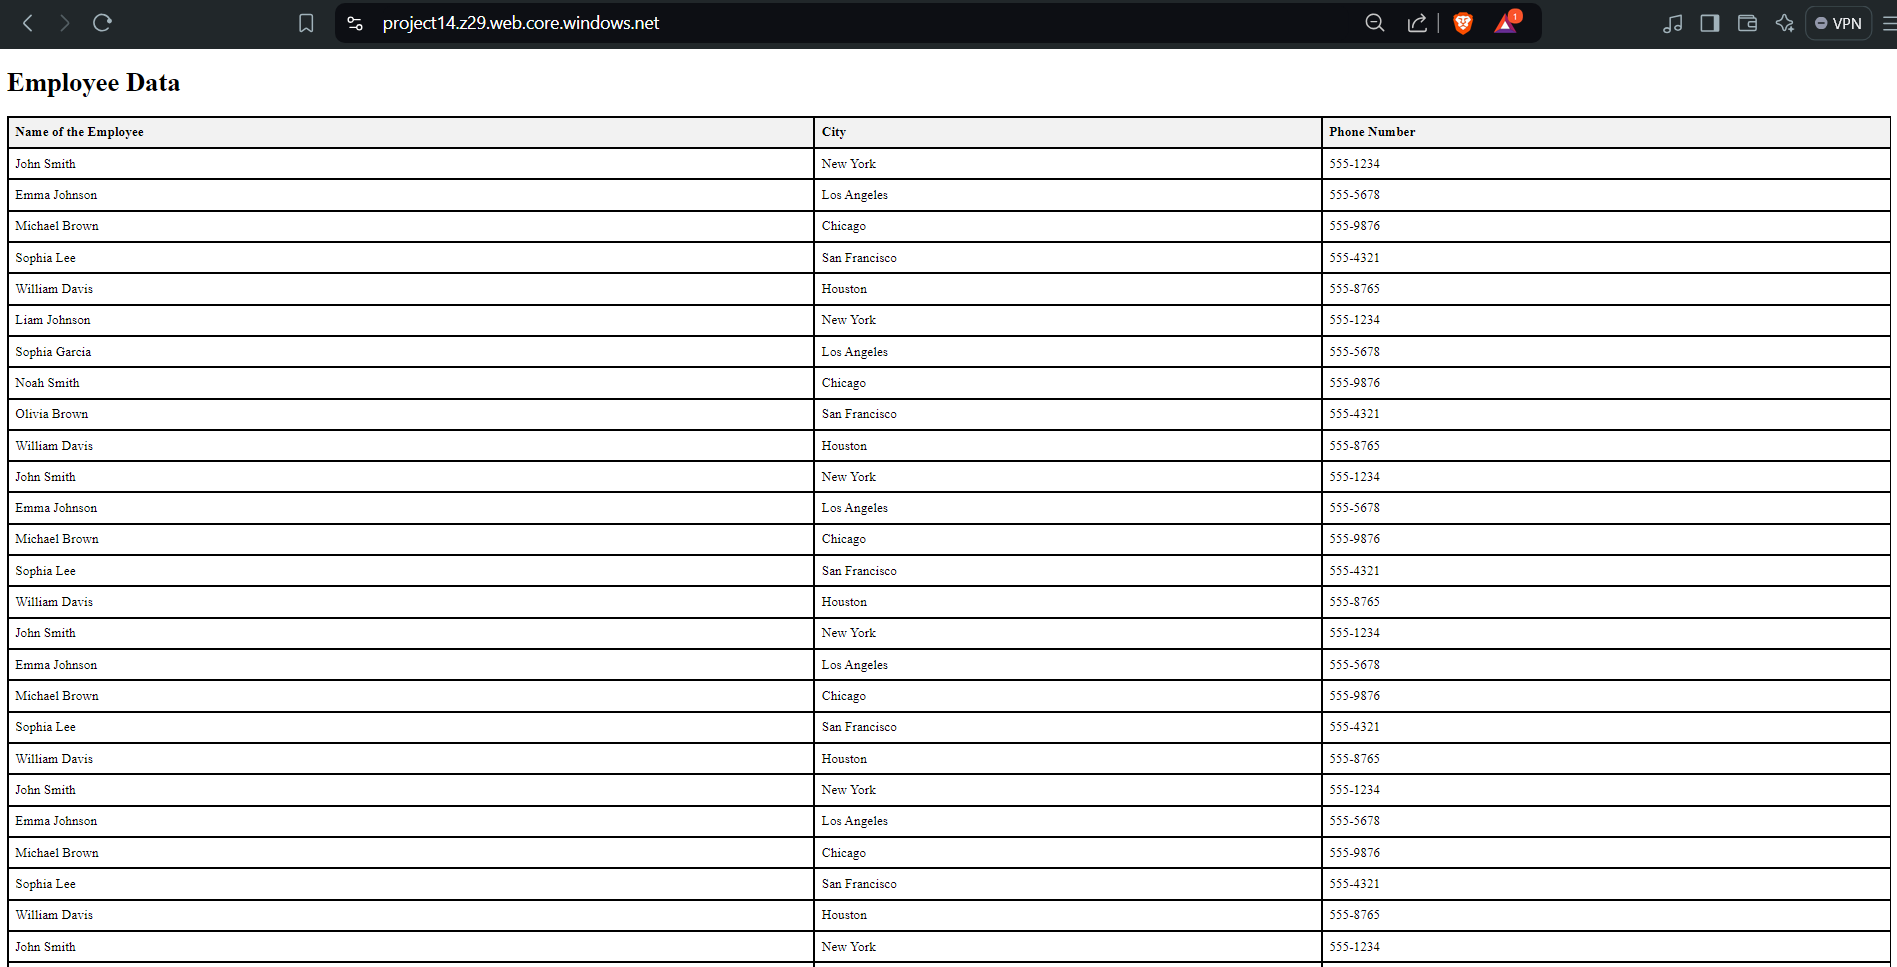 project14.z29.web.core.windows.net
1
VPN
Employee Data
Name of the Employee City Phone Number
John Smith New York 555-1234
Emma Johnson Los Angeles 555-5678
Michael Brown Chicago 555-9876
Sophia Lee San Francisco 555-4321
William Davis Houston 555-8765
Liam Johnson New York 555-1234
Sophia Garcia Los Angeles 555-5678
Noah Smith Chicago 555-9876
Olivia Brown San Francisco 555-4321
William Davis Houston 555-8765
John Smith New York 555-1234
Emma Johnson Los Angeles 555-5678
Michael Brown Chicago 555-9876
Sophia Lee San Francisco 555-4321
William Davis Houston 555-8765
John Smith New York 555-1234
Emma Johnson Los Angeles 555-5678
Michael Brown Chicago 555-9876
Sophia Lee San Francisco 555-4321
William Davis Houston 555-8765
John Smith New York 555-1234
Emma Johnson Los Angeles 555-5678
Michael Brown Chicago 555-9876
Sophia Lee San Francisco 555-4321
William Davis Houston 555-8765
John Smith New York 555-1234